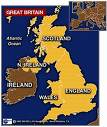 GREAT BRITAIN
Atlantic
Ocean
SCOTLAND
N. IRELAND
IRELAND
WALES
ENGLAND